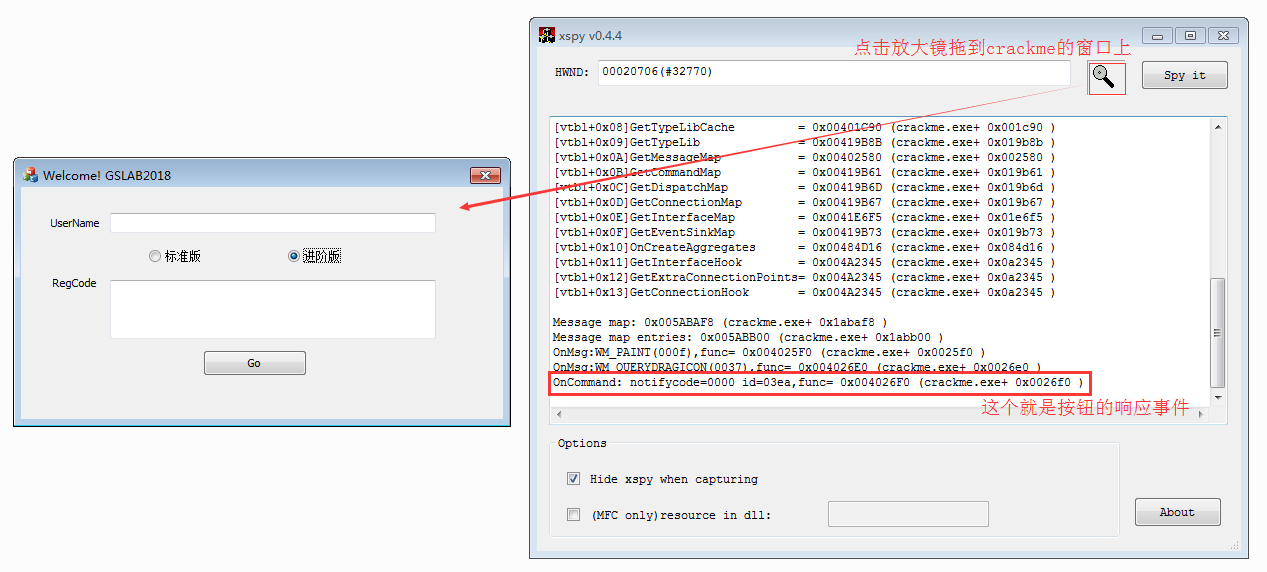 Welcome! GSLAB2018
UserName
标准版
进阶版
RegCode
Go
xspy v0.4.4
点击放大镜拖到crackme的窗口上
HWND:
00020706(#32770)
Spy it
[vtbl+0x08]GetTypeLibCache = 0x00401C90 (crackme.exe+ 0x001c90 )
[vtbl+0x09]GetTypeLib = 0x00419B8B (crackme.exe+ 0x019b8b )
[vtbl+0x0A]GetMessageMap = 0x00402580 (crackme.exe+ 0x002580 )
[vtbl+0x0B]GetCommandMap = 0x00419B61 (crackme.exe+ 0x019b61 )
[vtbl+0x0C]GetDispatchMap = 0x00419B6D (crackme.exe+ 0x019b6d )
[vtbl+0x0D]GetConnectionMap = 0x00419B67 (crackme.exe+ 0x019b67 )
[vtbl+0x0E]GetInterfaceMap = 0x0041E6F5 (crackme.exe+ 0x01e6f5 )
[vtbl+0x0F]GetEventSinkMap = 0x00419B73 (crackme.exe+ 0x019b73 )
[vtbl+0x10]OnCreateAggregates = 0x00484D16 (crackme.exe+ 0x084d16 )
[vtbl+0x11]GetInterfaceHook = 0x004A2345 (crackme.exe+ 0x0a2345 )
[vtbl+0x12]GetExtraConnectionPoints= 0x004A2345 (crackme.exe+ 0x0a2345 )
[vtbl+0x13]GetConnectionHook = 0x004A2345 (crackme.exe+ 0x0a2345 )
Message map: 0x005ABAF8 (crackme.exe+ 0x1abaf8 )
Message map entries: 0x005ABB00 (crackme.exe+ 0x1abb00 )
OnMsg:WM_PAINT(000f),func= 0x004025F0 (crackme.exe+ 0x0025f0 )
OnMsg:WM_QUERYDRAGICON(0037),func= 0x004026E0 (crackme.exe+ 0x0026e0 )
OnCommand: notifycode=0000 id=03ea,func= 0x004026F0 (crackme.exe+ 0x0026f0 )
这个就是按钮的响应事件
Options
Hide xspy when capturing
(MFC only)resource in dll:
About